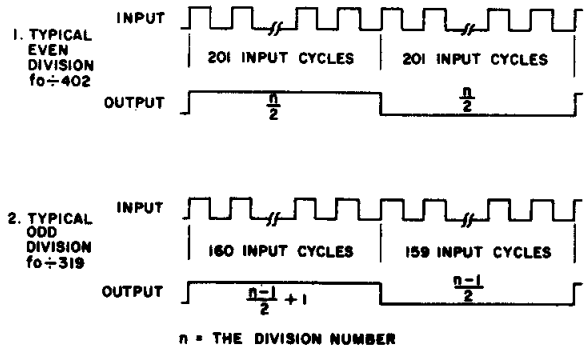 1. TYPICAL EVEN DIVISION fo÷402
INPUT
201 INPUT CYCLES
201 INPUT CYCLES
OUTPUT
n/2
n/2
2. TYPICAL ODD DIVISION fo÷319
INPUT
160 INPUT CYCLES
159 INPUT CYCLES
OUTPUT
n-1/2 + 1
n-1/2
n = THE DIVISION NUMBER